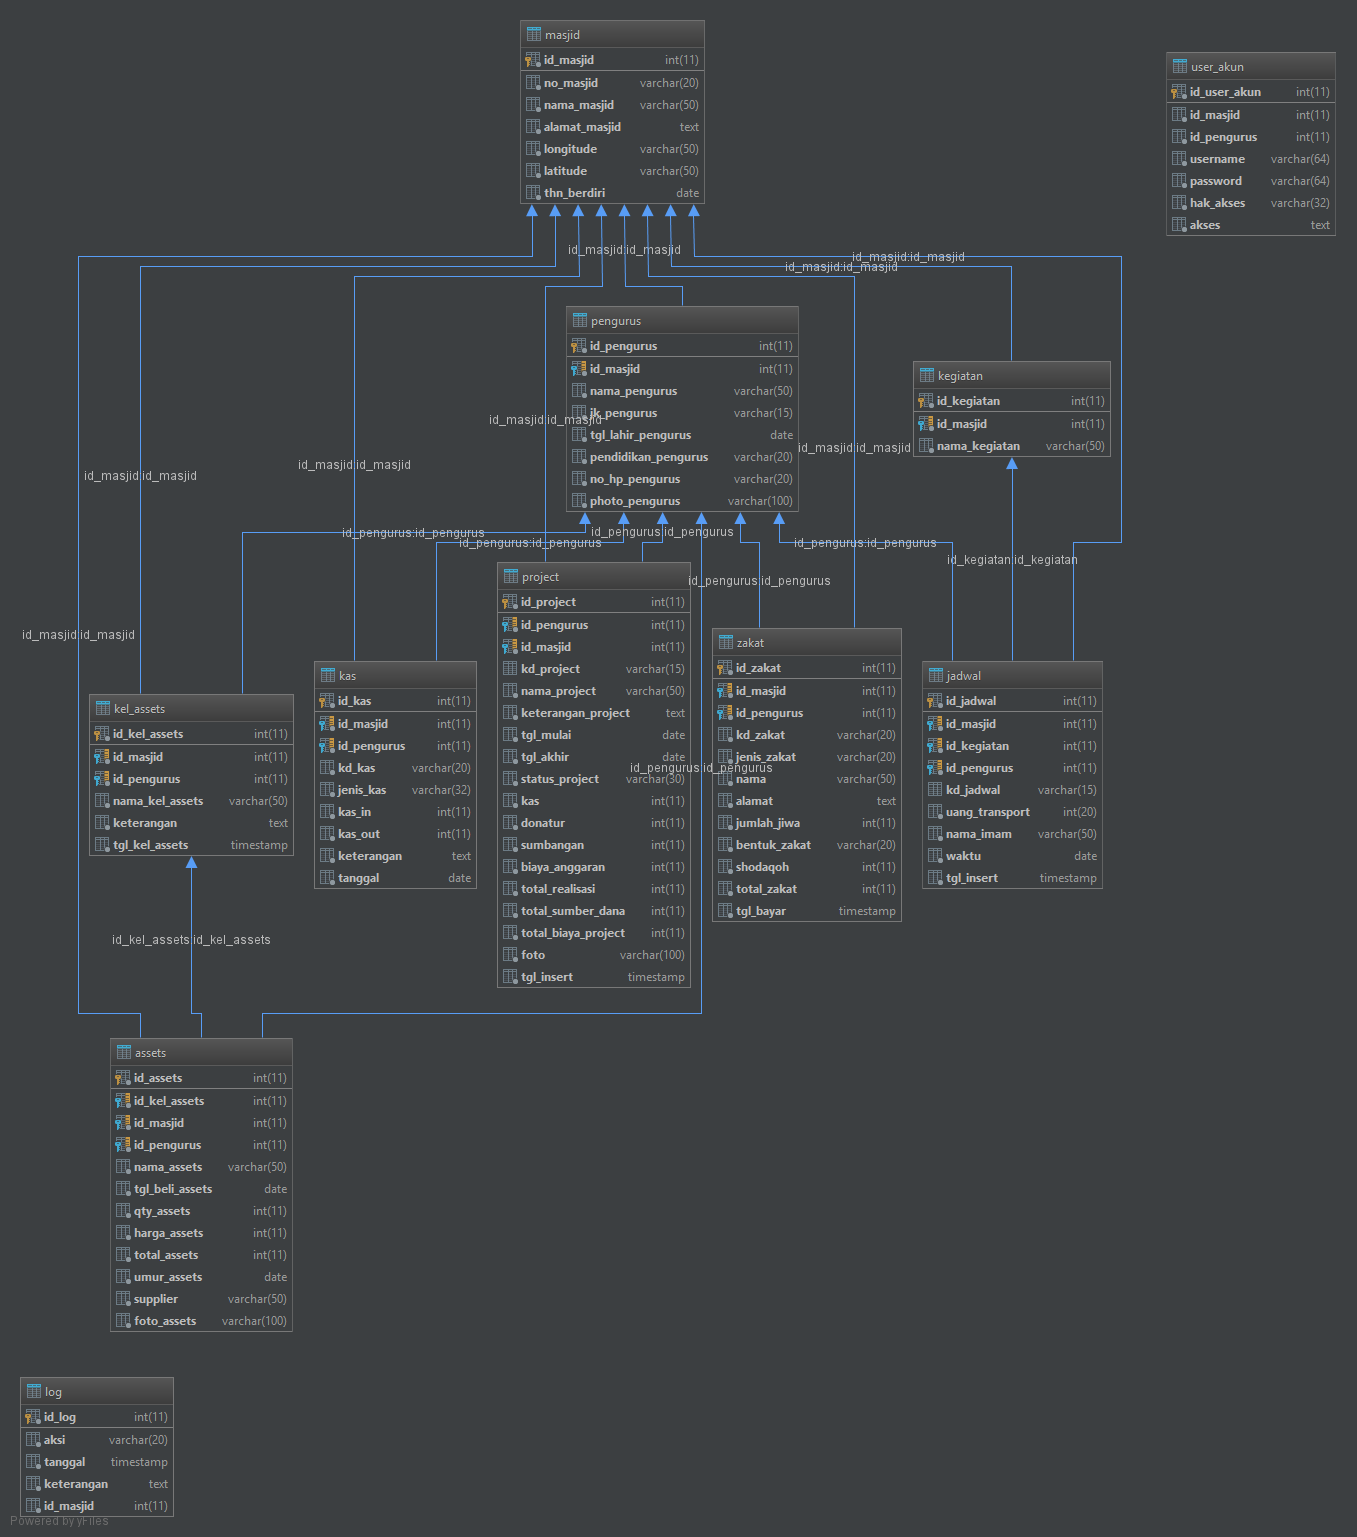 masjid
id_masjid int(11)
no_masjid varchar(20)
nama_masjid varchar(50)
alamat_masjid text
longitude varchar(50)
latitude varchar(50)
thn_berdiri date
user_akun
id_user_akun int(11)
id_masjid int(11)
id_pengurus int(11)
username varchar(64)
password varchar(64)
hak_akses varchar(32)
akses text
id_masjid:id_masjid
id_masjid:id_masjid
id_masjid:id_masjid
pengurus
id_pengurus int(11)
id_masjid int(11)
nama_pengurus varchar(50)
jk_pengurus varchar(15)
tgl_lahir_pengurus date
pendidikan_pengurus varchar(20)
no_hp_pengurus varchar(20)
photo_pengurus varchar(100)
kegiatan
id_kegiatan int(11)
id_masjid int(11)
nama_kegiatan varchar(50)
id_masjid:id_masjid
id_masjid:id_masjid
id_masjid:id_masjid
id_masjid:id_masjid
id_pengurus:id_pengurus
id_pengurus:id_pengurus
id_pengurus:id_pengurus
id_pengurus:id_pengurus
id_kegiatan:id_kegiatan
id_pengurus:id_pengurus
id_masjid:id_masjid
project
id_project int(11)
id_pengurus int(11)
id_masjid int(11)
kd_project varchar(15)
nama_project varchar(50)
keterangan_project text
tgl_mulai date
tgl_akhir date
status_project varchar(30)
kas int(11)
donatur int(11)
sumbangan int(11)
biaya_anggaran int(11)
total_realisasi int(11)
total_sumber_dana int(11)
total_biaya_project int(11)
foto varchar(100)
tgl_insert timestamp
zakat
id_zakat int(11)
id_masjid int(11)
id_pengurus int(11)
kd_zakat varchar(20)
jenis_zakat varchar(20)
nama varchar(50)
alamat text
jumlah_jiwa int(11)
bentuk_zakat varchar(20)
shodaqoh int(11)
total_zakat int(11)
tgl_bayar timestamp
id_pengurus:id_pengurus
kas
id_kas int(11)
id_masjid int(11)
id_pengurus int(11)
kd_kas varchar(20)
jenis_kas varchar(32)
kas_in int(11)
kas_out int(11)
keterangan text
tanggal date
jadwal
id_jadwal int(11)
id_masjid int(11)
id_kegiatan int(11)
id_pengurus int(11)
kd_jadwal varchar(15)
uang_transport int(20)
nama_imam varchar(50)
waktu date
tgl_insert timestamp
kel_assets
id_kel_assets int(11)
id_masjid int(11)
id_pengurus int(11)
nama_kel_assets varchar(50)
keterangan text
tgl_kel_assets timestamp
id_kel_assets:id_kel_assets
assets
id_assets int(11)
id_kel_assets int(11)
id_masjid int(11)
id_pengurus int(11)
nama_assets varchar(50)
tgl_beli_assets date
qty_assets int(11)
harga_assets int(11)
total_assets int(11)
umur_assets date
supplier varchar(50)
foto_assets varchar(100)
log
id_log int(11)
aksi varchar(20)
tanggal timestamp
keterangan text
id_masjid int(11)
Powered by yFiles